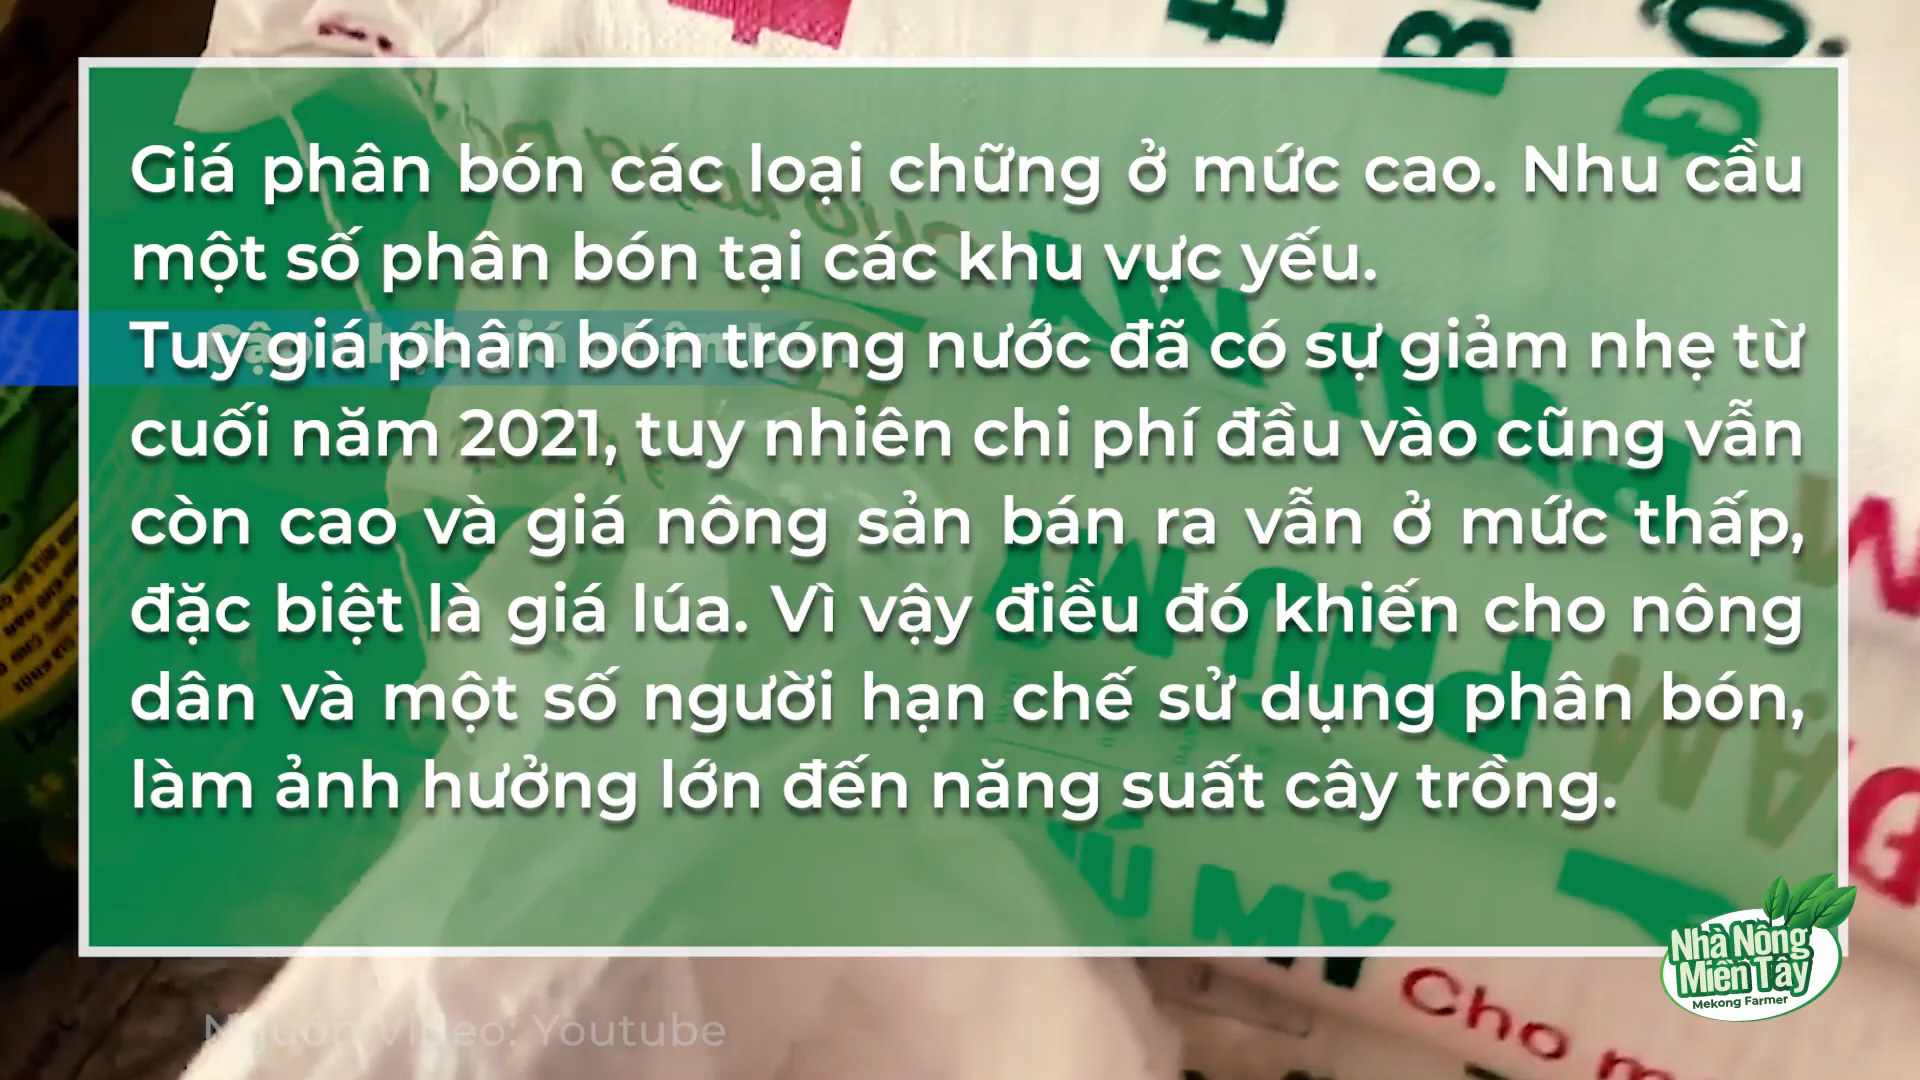 Giá phân bón các loại chững ở mức cao. Nhu cầu
một số phân bón tại các khu vực yếu.
Tuy giá phân bón tróng nước đã có sự giảm nhẹ từ
cuối năm 2021, tuy nhiên chi phí đầu vào cũng vẫn
còn cao và giá nông sản bán ra vẫn ở mức thấp,
đặc biệt là giá lúa. Vì vậy điều đó khiến cho nông
dân và một số người hạn chế sử dụng phân bón,
làm ảnh hưởng lớn đến năng suất cây trồng.
PHÚ MỸ
Nhà Nông
Miền Tây
Mekong Farmer
Cho
Nguồn Video: Youtube